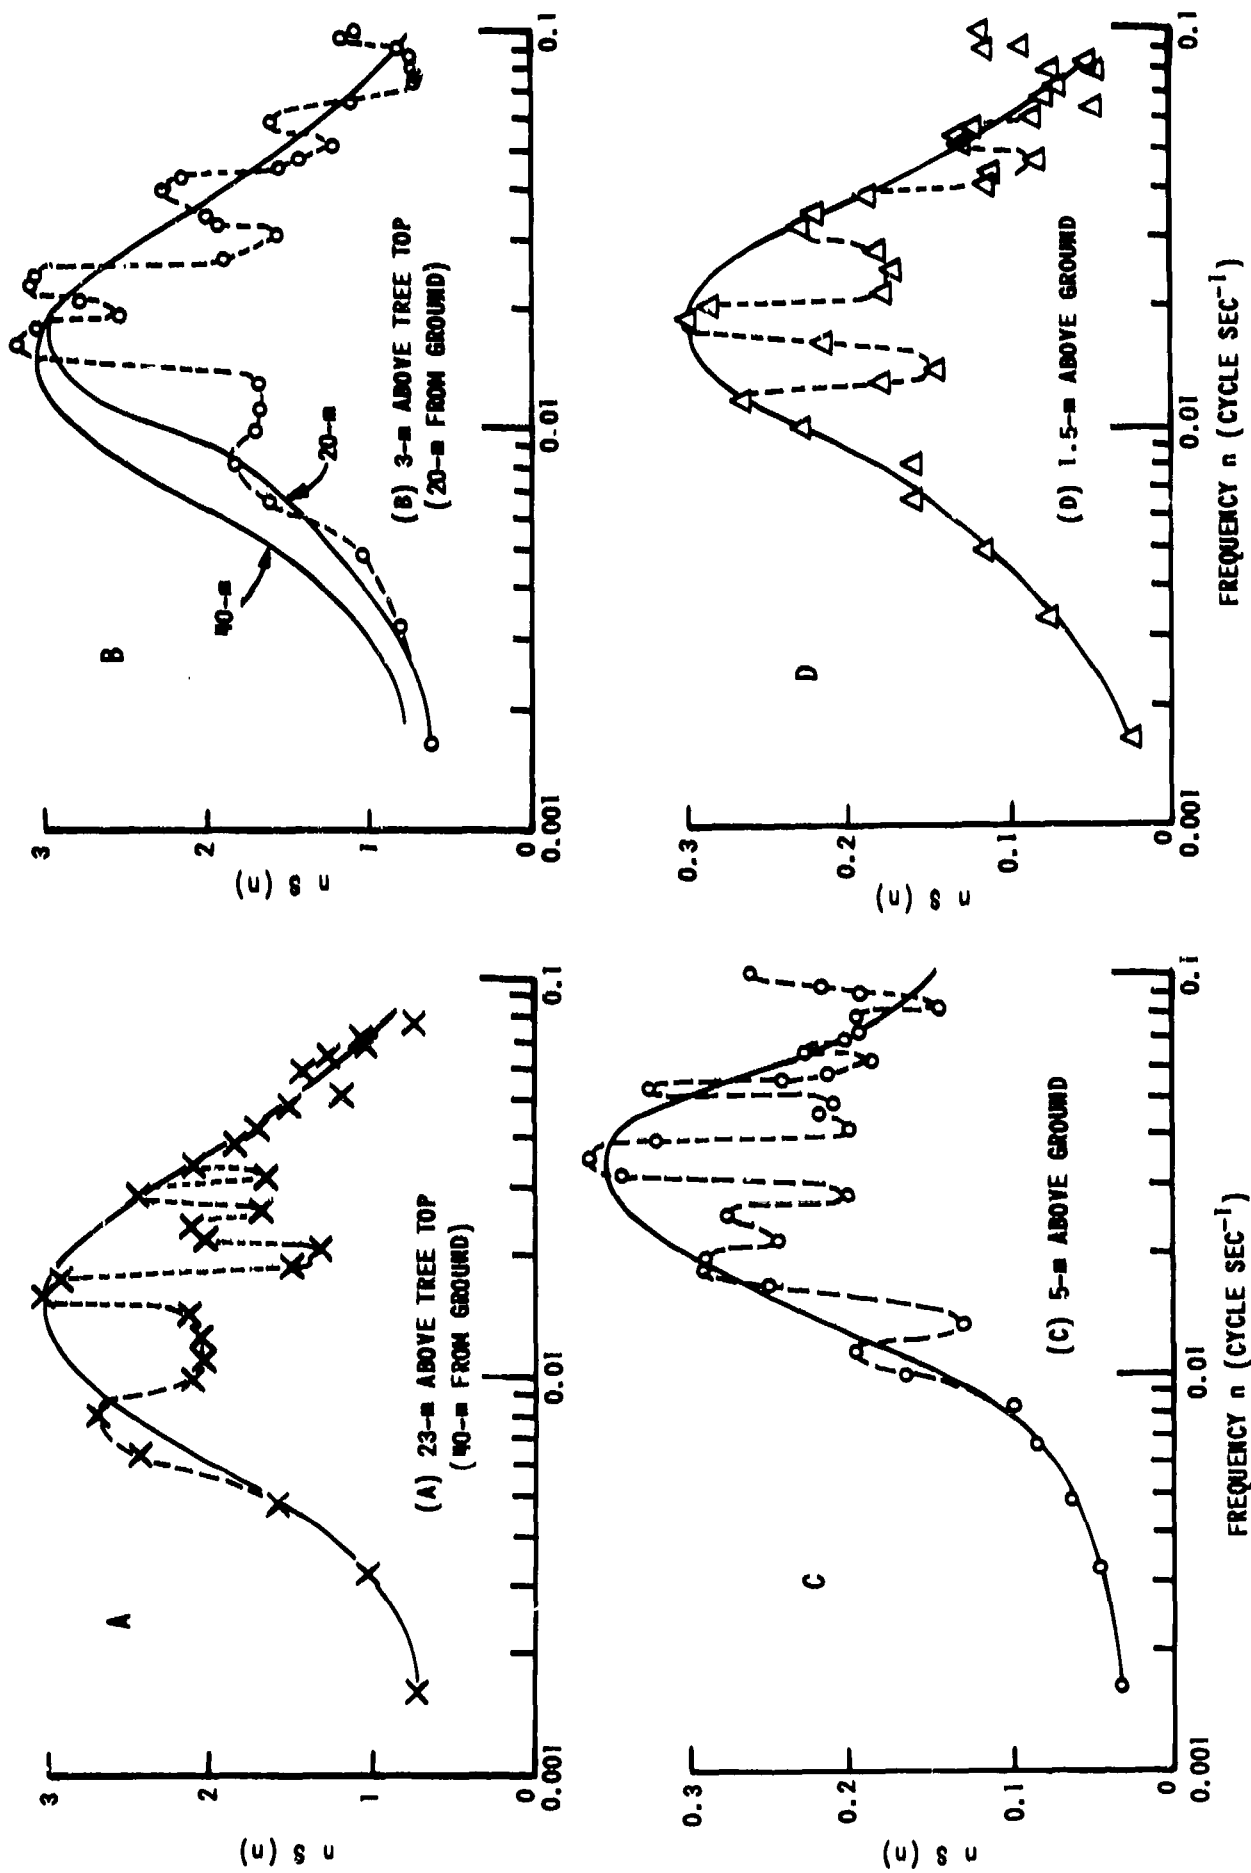 n s (n)
3
2
1
0
0.001
0.01
0.1
A
(A) 23-m ABOVE TREE TOP
(40-m FROM GROUND)
n s (n)
3
2
1
0
0.001
0.01
0.1
B
40-m
20-m
(B) 3-m ABOVE TREE TOP
(20-m FROM GROUND)
n s (n)
0.3
0.2
0.1
0
0.001
0.01
0.1
C
(C) 5-m ABOVE GROUND
FREQUENCY n (CYCLE SEC-1)
n s (n)
0.3
0.2
0.1
0
0.001
0.01
0.1
D
(D) 1.5-m ABOVE GROUND
FREQUENCY n (CYCLE SEC-1)